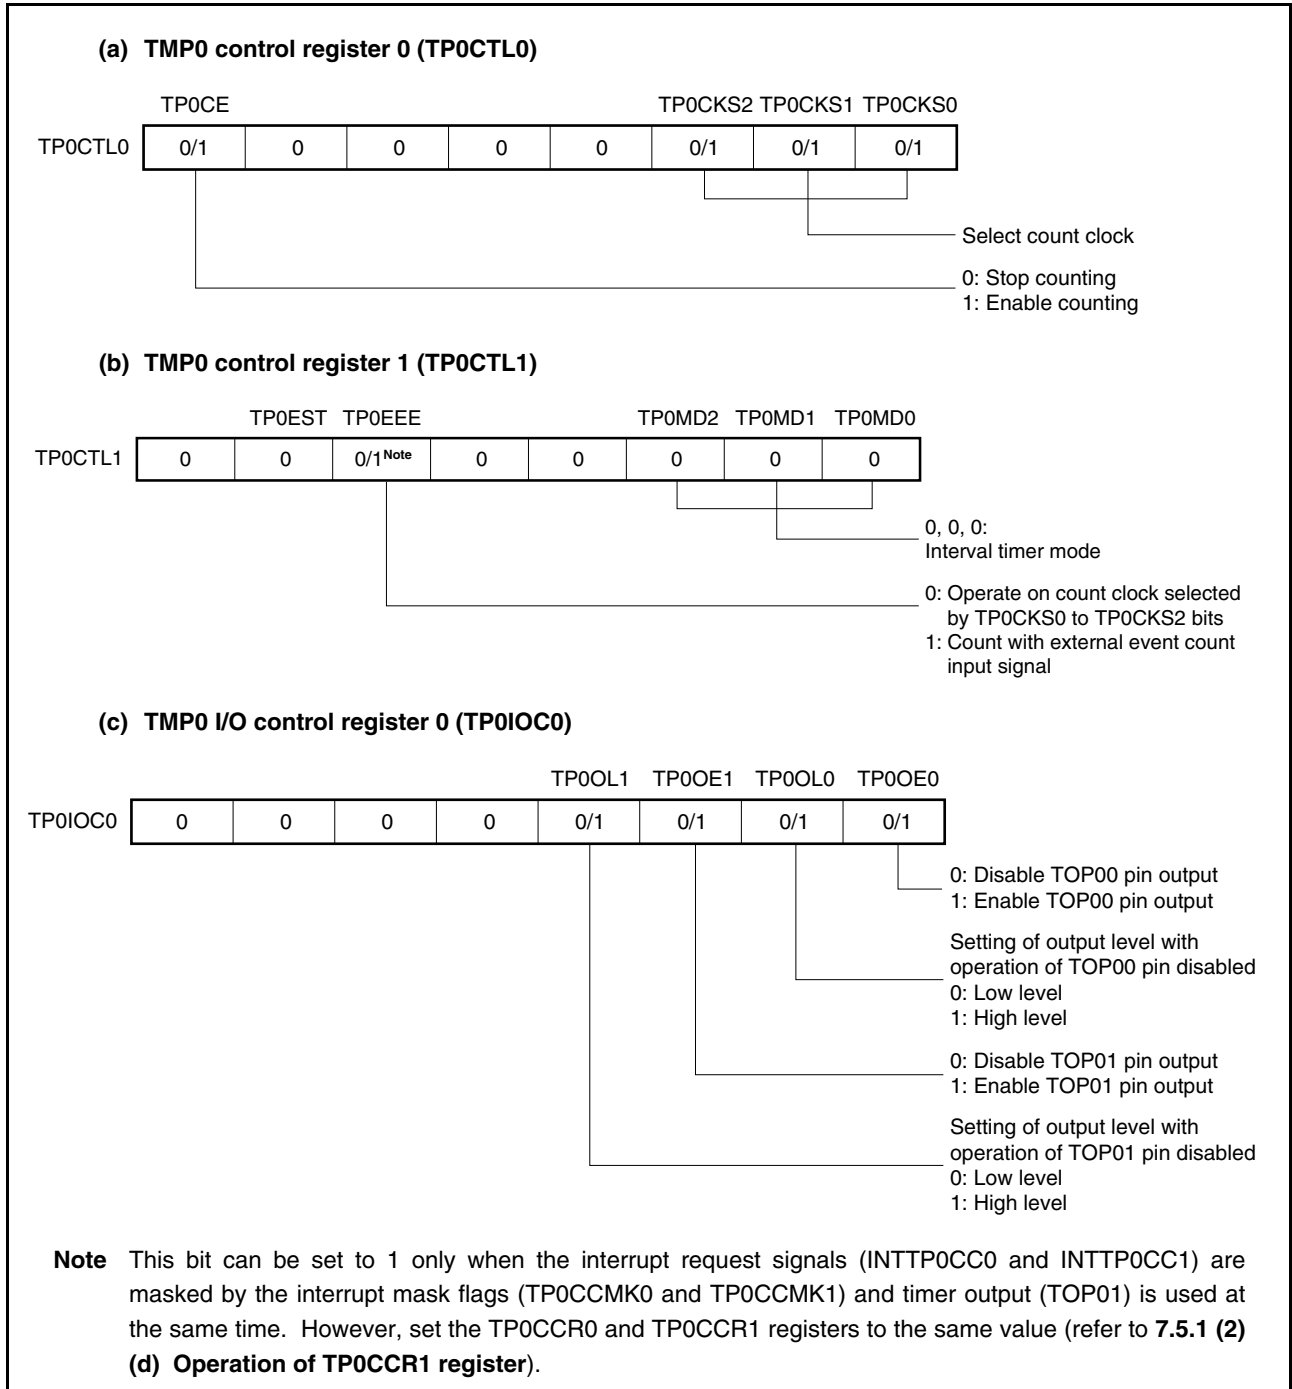 (a) TMP0 control register 0 (TP0CTL0)
TP0CE TP0CKS2 TP0CKS1 TP0CKS0
TP0CTL0 0/1 0 0 0 0 0/1 0/1 0/1
Select count clock
0: Stop counting
1: Enable counting
(b) TMP0 control register 1 (TP0CTL1)
TP0EST TP0EEE TP0MD2 TP0MD1 TP0MD0
TP0CTL1 0 0 0/1Note 0 0 0 0 0
0, 0, 0:
Interval timer mode
0: Operate on count clock selected
by TP0CKS0 to TP0CKS2 bits
1: Count with external event count
input signal
(c) TMP0 I/O control register 0 (TP0IOC0)
TP0OL1 TP0OE1 TP0OL0 TP0OE0
TP0IOC0 0 0 0 0 0/1 0/1 0/1 0/1
0: Disable TOP00 pin output
1: Enable TOP00 pin output
Setting of output level with
operation of TOP00 pin disabled
0: Low level
1: High level
0: Disable TOP01 pin output
1: Enable TOP01 pin output
Setting of output level with
operation of TOP01 pin disabled
0: Low level
1: High level
Note This bit can be set to 1 only when the interrupt request signals (INTTP0CC0 and INTTP0CC1) are
masked by the interrupt mask flags (TP0CCMK0 and TP0CCMK1) and timer output (TOP01) is used at
the same time. However, set the TP0CCR0 and TP0CCR1 registers to the same value (refer to 7.5.1 (2)
(d) Operation of TP0CCR1 register).